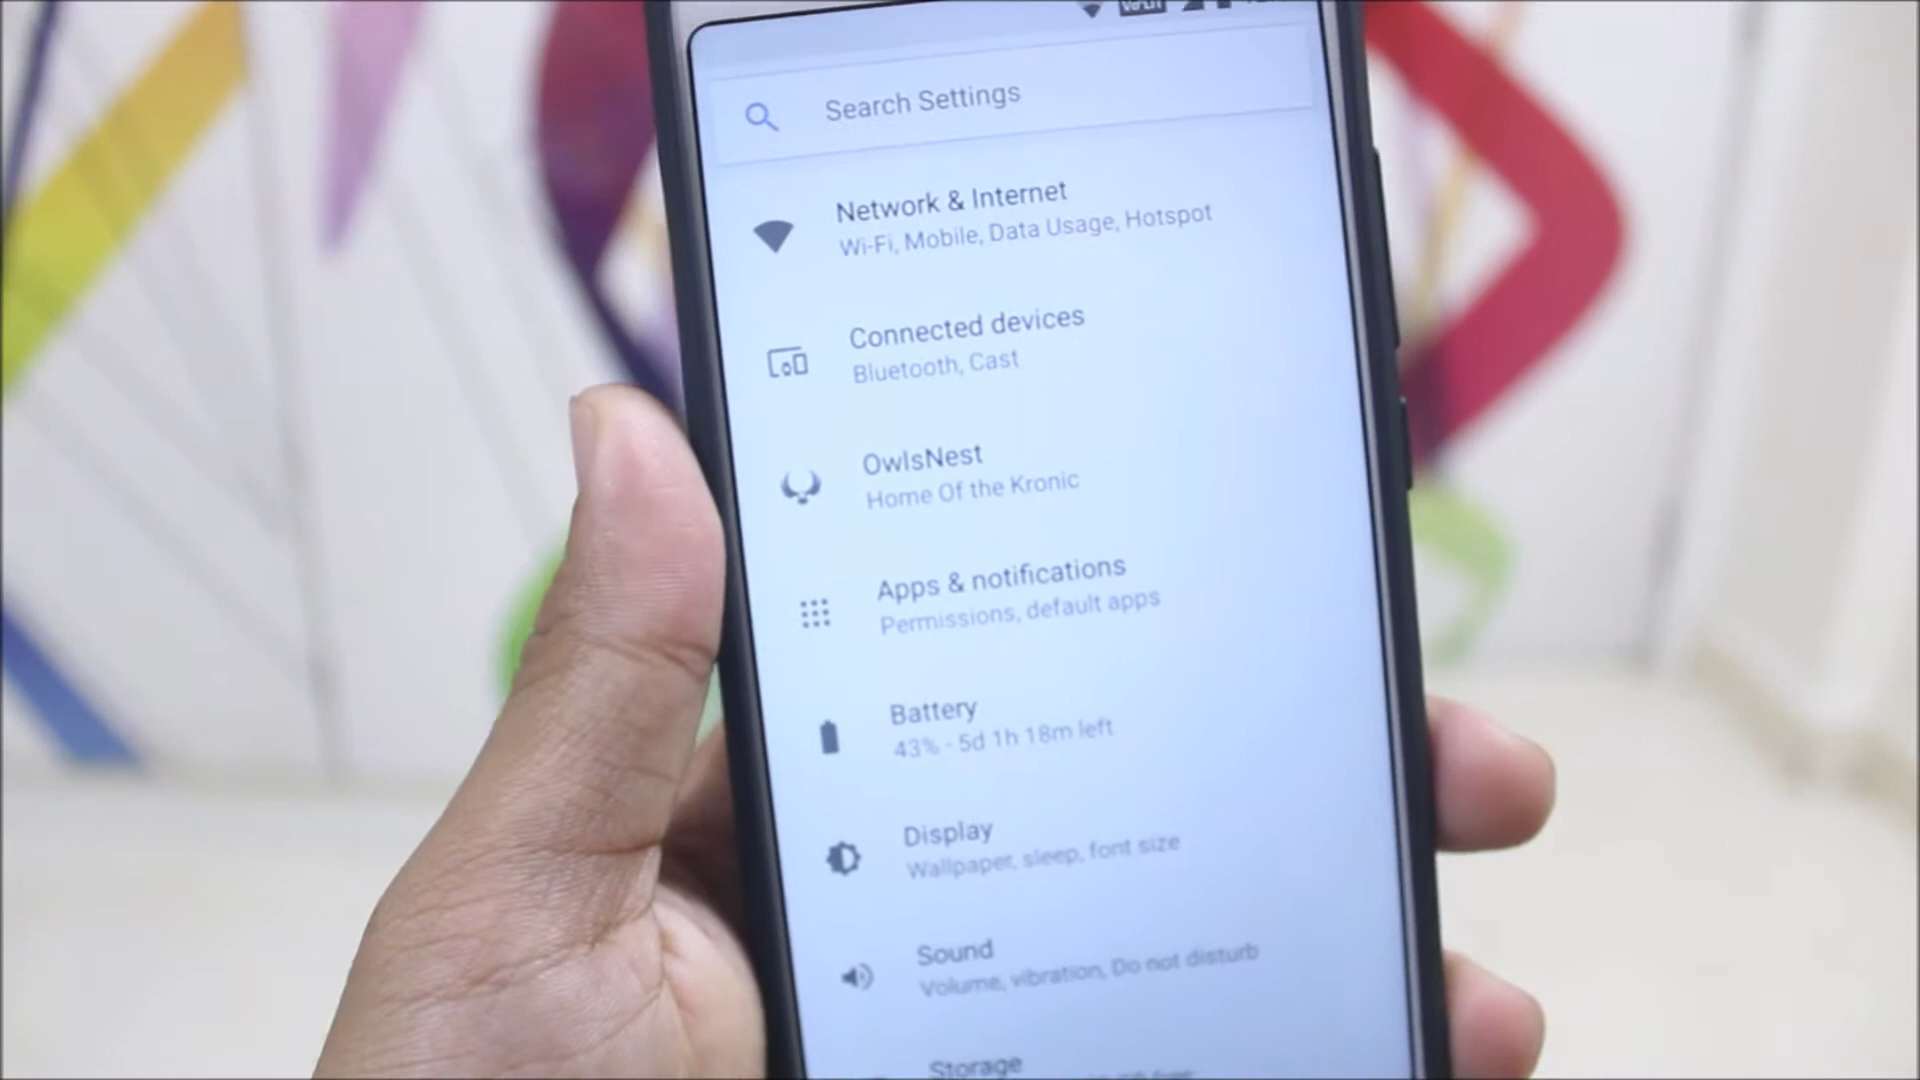 Search Settings
Network & Internet
Wi-Fi, Mobile, Data Usage, Hotspot
Connected devices
Bluetooth, Cast
OwlsNest
Home Of the Kronic
Apps & notifications
Permissions, default apps
Battery
43% - 5d 1h 18m left
Display
Wallpaper, sleep, font size
Sound
Volume, vibration, Do not disturb
Storage